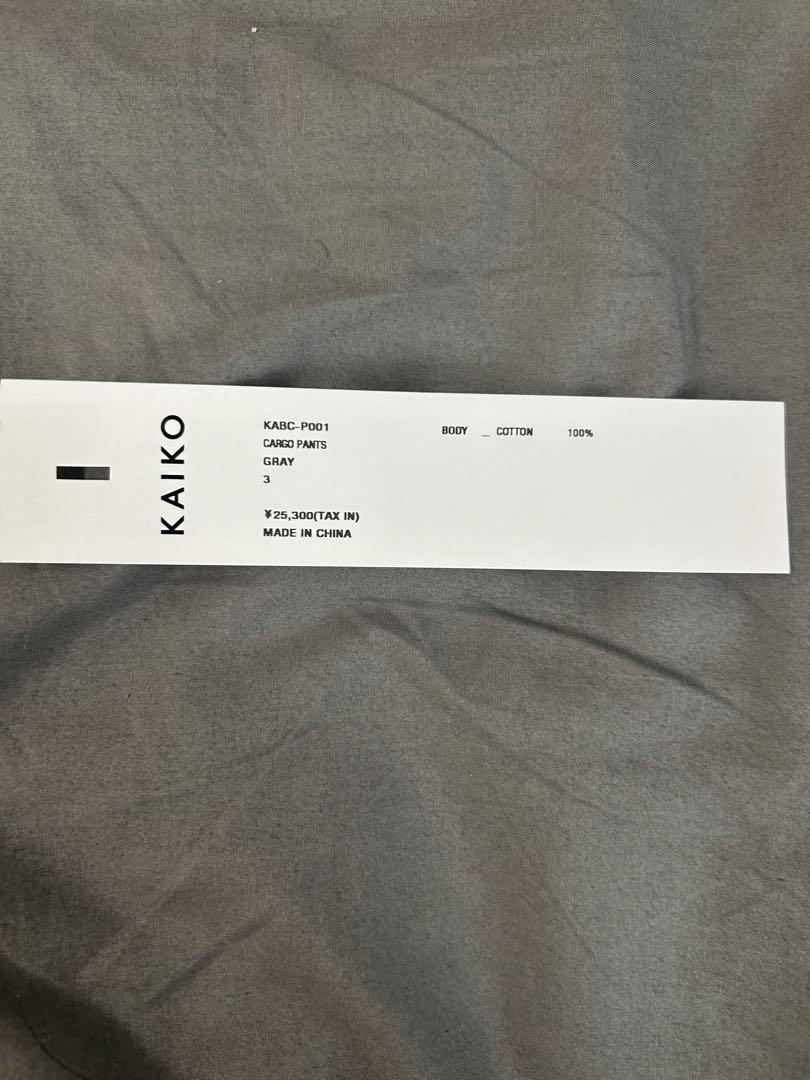 KAIKO
KABC-P001
CARGO PANTS
GRAY
3
¥25,300(TAX IN)
MADE IN CHINA
BODY _ COTTON 100%